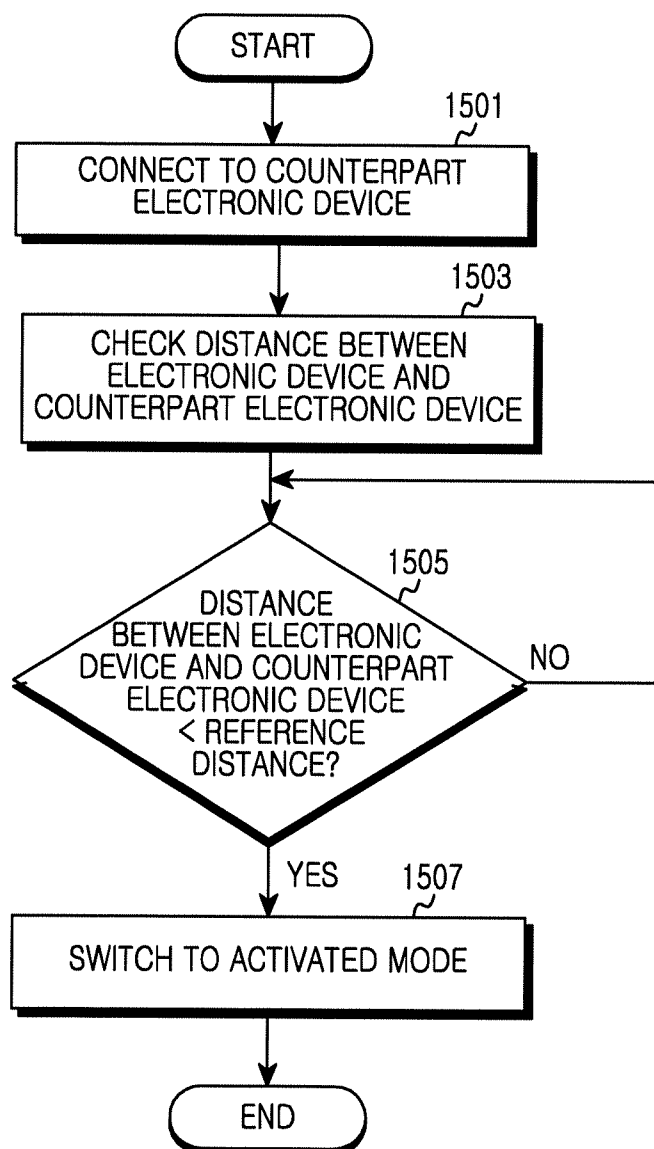 START
1501
CONNECT TO COUNTERPART
ELECTRONIC DEVICE
1503
CHECK DISTANCE BETWEEN
ELECTRONIC DEVICE AND
COUNTERPART ELECTRONIC DEVICE
1505
DISTANCE
BETWEEN ELECTRONIC
DEVICE AND COUNTERPART
ELECTRONIC DEVICE
< REFERENCE
DISTANCE?
NO
YES
1507
SWITCH TO ACTIVATED MODE
END